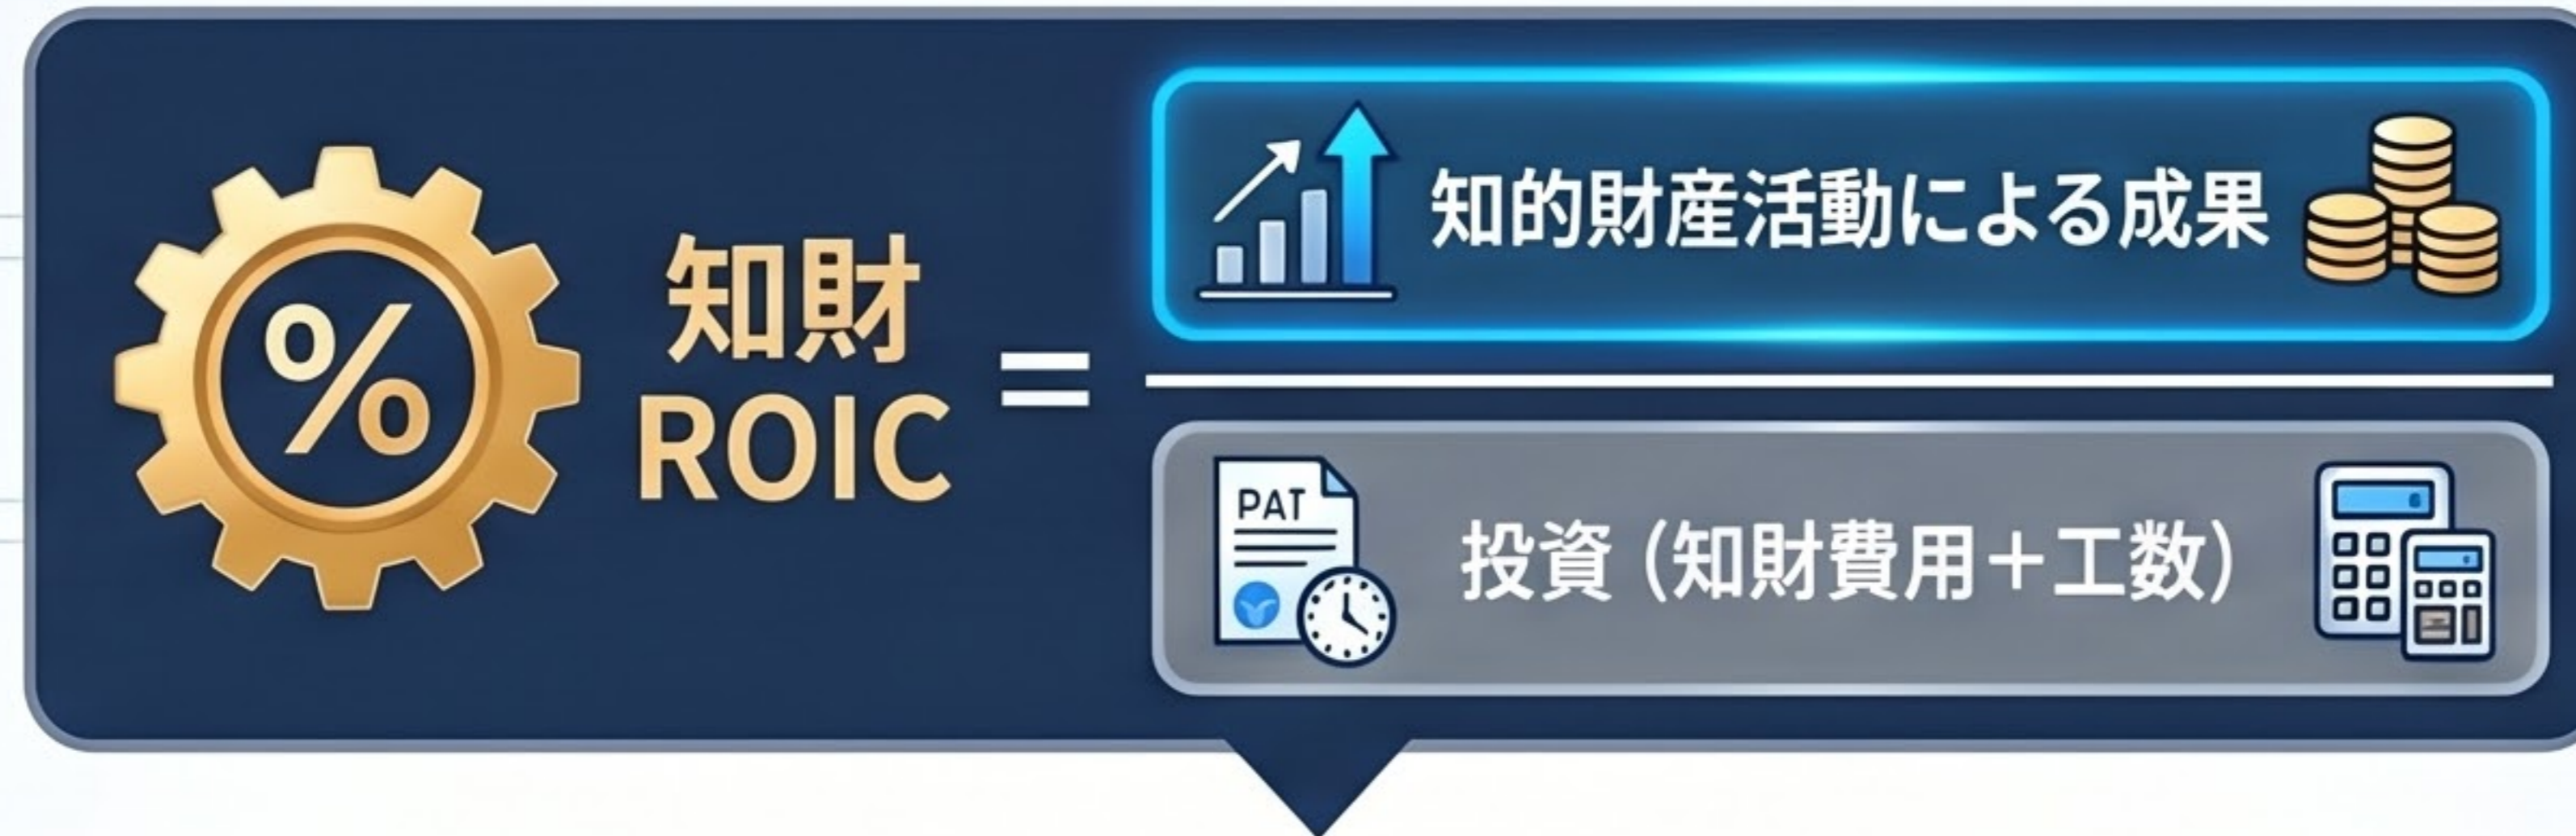 %
知財
ROIC
=
知的財産活動による成果
PAT
投資（知財費用＋工数）